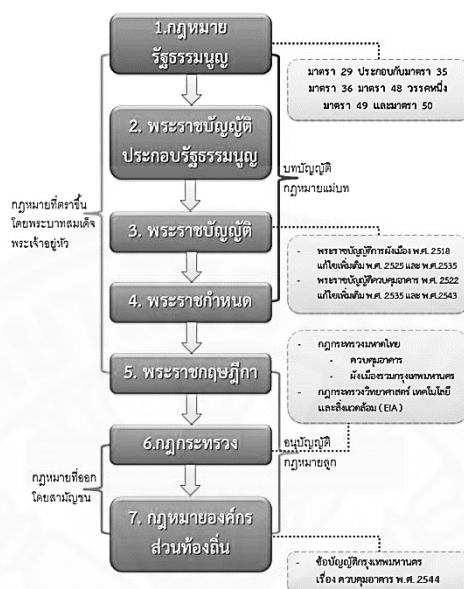 1.กฎหมาย
รัฐธรรมนูญ
มาตรา 29 ประกอบกับมาตรา 35
มาตรา 36 มาตรา 48 วรรคหนึ่ง
มาตรา 49 และมาตรา 50
2. พระราชบัญญัติ
ประกอบรัฐธรรมนูญ
กฎหมายที่ตราขึ้น
โดยพระบาทสมเด็จ
พระเจ้าอยู่หัว
บทบัญญัติ
กฎหมายแม่บท
3. พระราชบัญญัติ
- พระราชบัญญัติการผังเมือง พ.ศ. 2518
แก้ไขเพิ่มเติม พ.ศ. 2525 และ พ.ศ. 2535
- พระราชบัญญัติควบคุมอาคาร พ.ศ. 2522
แก้ไขเพิ่มเติม พ.ศ. 2535 และ พ.ศ. 2543
4. พระราชกำหนด
- กฎกระทรวงมหาดไทย
- ควบคุมอาคาร
- ผังเมืองรวมกรุงเทพมหานคร
- กฎกระทรวงวิทยาศาสตร์ เทคโนโลยี
และสิ่งแวดล้อม (EIA)
5. พระราชกฤษฎีกา
6.กฎกระทรวง
อนุบัญญัติ
กฎหมายลูก
กฎหมายที่ออก
โดยสามัญชน
7. กฎหมายองค์กร
ส่วนท้องถิ่น
- ข้อบัญญัติกรุงเทพมหานคร
เรื่อง ควบคุมอาคาร พ.ศ. 2544